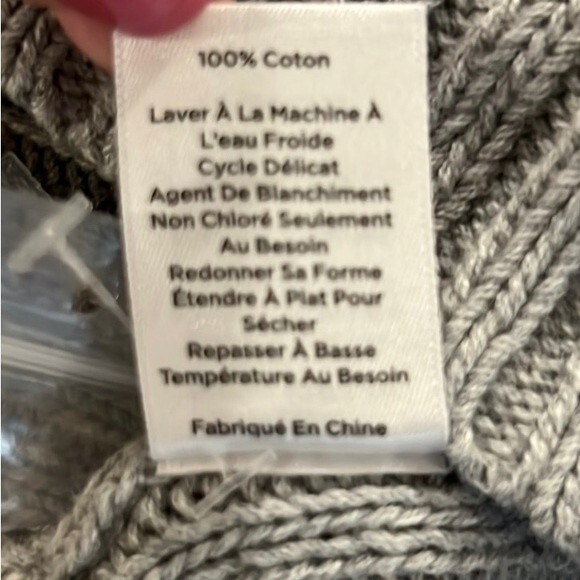 100% Coton
Laver À La Machine À
L'eau Froide
Cycle Délicat
Agent De Blanchiment
Non Chloré Seulement
Au Besoin
Redonner Sa Forme
Étendre À Plat Pour
Sécher
Repasser À Basse
Température Au Besoin
Fabriqué En Chine